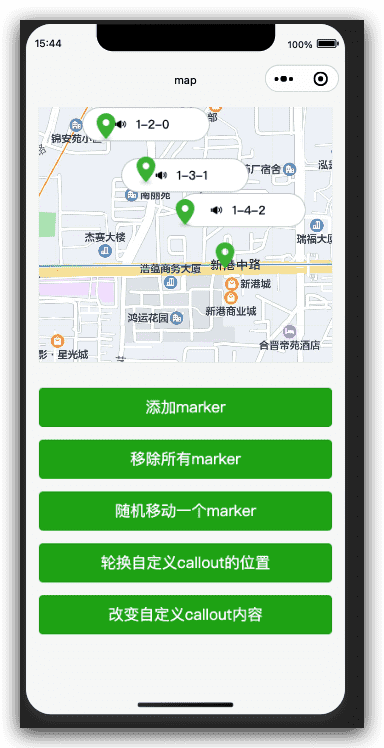 15:44
100%
map
部
1-2-0
锦安苑小区
1-3-1
厂宿舍
泓
南丽苑
1-4-2
杰赛大楼
瑞福大厦
新港中路
浩蕴商务大厦
新港城
鸿运花园
新港商业城
影·星光城
合晋帝苑酒店
添加marker
移除所有marker
随机移动一个marker
轮换自定义callout的位置
改变自定义callout内容